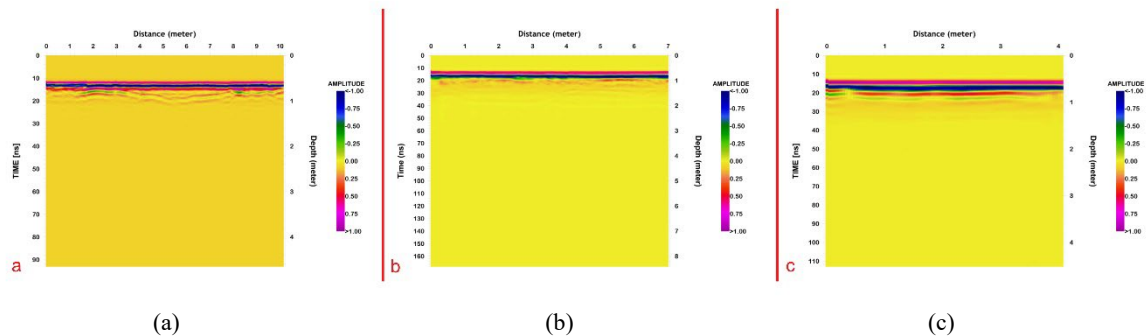 Distance (meter)
0 1 2 3 4 5 6 7 8 9 10
0 10 20 30 40 50 60 70 80 90
TIME [ns]
0 1 2 3 4
Depth (meter)
AMPLITUDE
<-1.00
-0.75
-0.50
-0.25
0.00
0.25
0.50
0.75
>1.00
a
Distance (meter)
0 1 2 3 4 5 6 7
0 10 20 30 40 50 60 70 80 90 100 110 120 130 140 150 160
Time (ns)
0 1 2 3 4 5 6 7 8
Depth (meter)
AMPLITUDE
<-1.00
-0.75
-0.50
-0.25
0.00
0.25
0.50
0.75
>1.00
b
Distance (meter)
0 1 2 3 4
0 10 20 30 40 50 60 70 80 90 100 110
TIME [ns]
0 1 2 3 4
Depth (meter)
AMPLITUDE
<-1.00
-0.75
-0.50
-0.25
0.00
0.25
0.50
0.75
>1.00
c
(a) (b) (c)